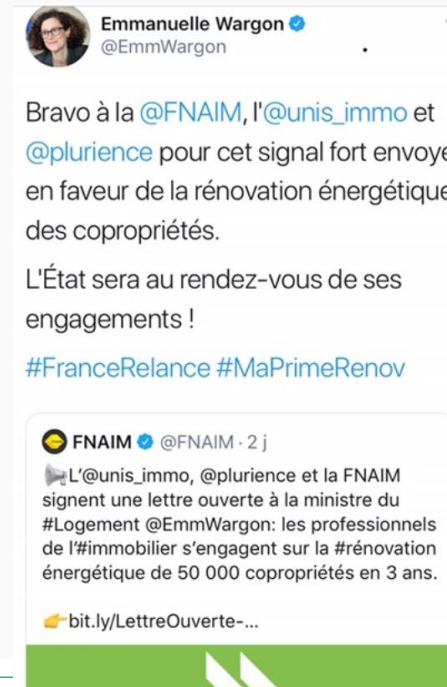 Emmanuelle Wargon
@EmmWargon
Bravo à la @FNAIM, l'@unis_immo et
@plurience pour cet signal fort envoyé
en faveur de la rénovation énergétique
des copropriétés.
L'État sera au rendez-vous de ses
engagements !
#FranceRelance #MaPrimeRenov
FNAIM @FNAIM · 2 j
L’@unis_immo, @plurience et la FNAIM
signent une lettre ouverte à la ministre du
#Logement @EmmWargon: les professionnels
de l’#immobilier s’engagent sur la #rénovation
énergétique de 50 000 copropriétés en 3 ans.
bit.ly/LettreOuverte-...